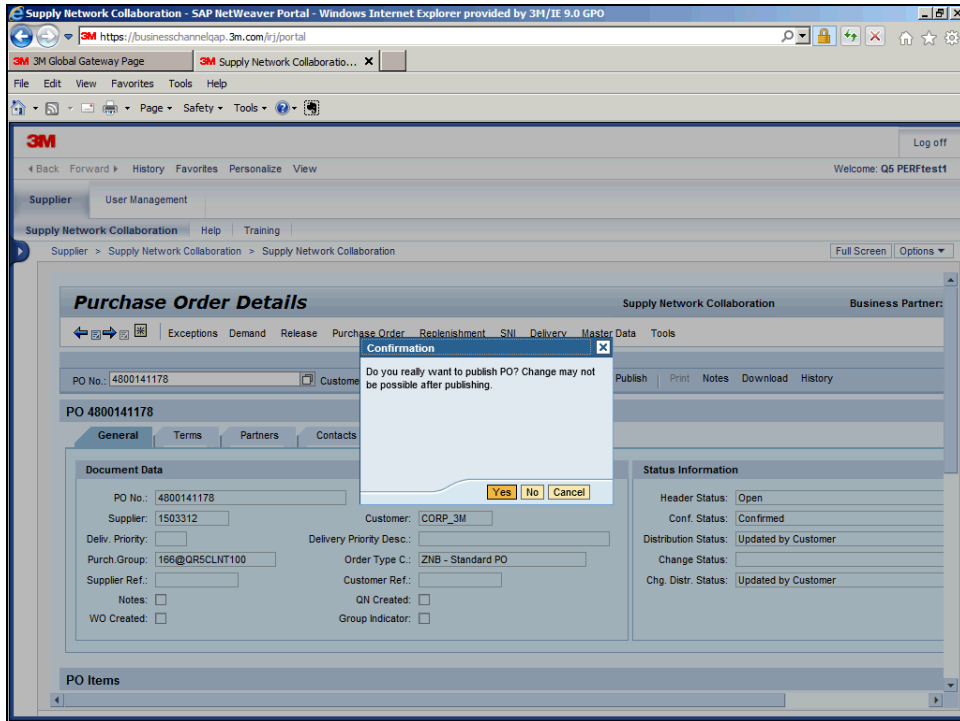 Supply Network Collaboration - SAP NetWeaver Portal - Windows Internet Explorer provided by 3M/IE 9.0 GPO
3M https://businesschannelqap.3m.com/irj/portal
3M 3M Global Gateway Page 3M Supply Network Collaboratio...
File Edit View Favorites Tools Help
Page Safety Tools
3M Log off
Back Forward History Favorites Personalize View Welcome: Q5 PERFtest1
Supplier User Management
Supply Network Collaboration Help Training
Supplier > Supply Network Collaboration > Supply Network Collaboration Full Screen Options
Purchase Order Details Supply Network Collaboration Business Partner:
Exceptions Demand Release Purchase Order Replenishment SNI Delivery Master Data Tools
Confirmation
Do you really want to publish PO? Change may not
be possible after publishing.
Yes No Cancel
PO No.: 4800141178 Custome Publish Print Notes Download History
PO 4800141178
General Terms Partners Contacts
Document Data Status Information
PO No.: 4800141178 Header Status: Open
Supplier: 1503312 Customer: CORP_3M Conf. Status: Confirmed
Deliv. Priority: Delivery Priority Desc.: Distribution Status: Updated by Customer
Purch.Group: 166@QR5CLNT100 Order Type C.: ZNB - Standard PO Change Status:
Supplier Ref.: Customer Ref.: Chg. Distr. Status: Updated by Customer
Notes: QN Created:
WO Created: Group Indicator:
PO Items